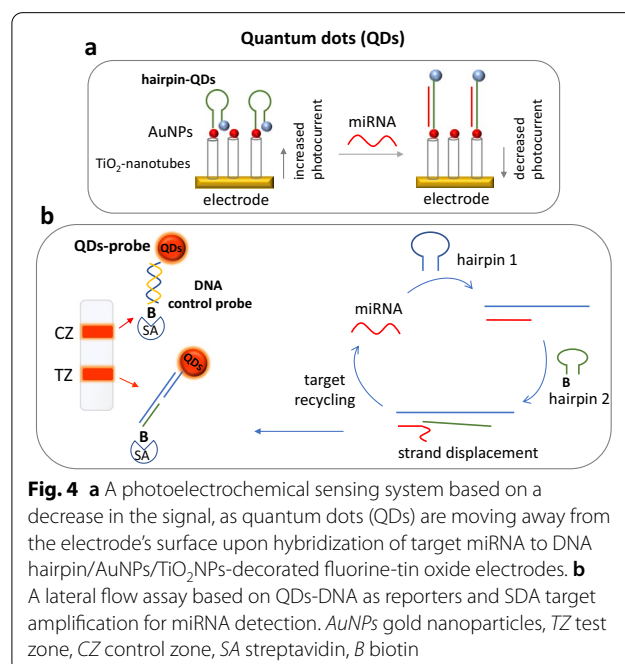 Quantum dots (QDs)
a
hairpin-QDs
AuNPs
TiO2-nanotubes
electrode
increased
photocurrent
miRNA
decreased
photocurrent
electrode
b
QDs-probe
QDs
DNA
control probe
B
SA
CZ
TZ
QDs
B
SA
hairpin 1
miRNA
B
hairpin 2
target
recycling
strand displacement
Fig. 4 a A photoelectrochemical sensing system based on a
decrease in the signal, as quantum dots (QDs) are moving away from
the electrode's surface upon hybridization of target miRNA to DNA
hairpin/AuNPs/TiO2NPs-decorated fluorine-tin oxide electrodes. b
A lateral flow assay based on QDs-DNA as reporters and SDA target
amplification for miRNA detection. AuNPs gold nanoparticles, TZ test
zone, CZ control zone, SA streptavidin, B biotin